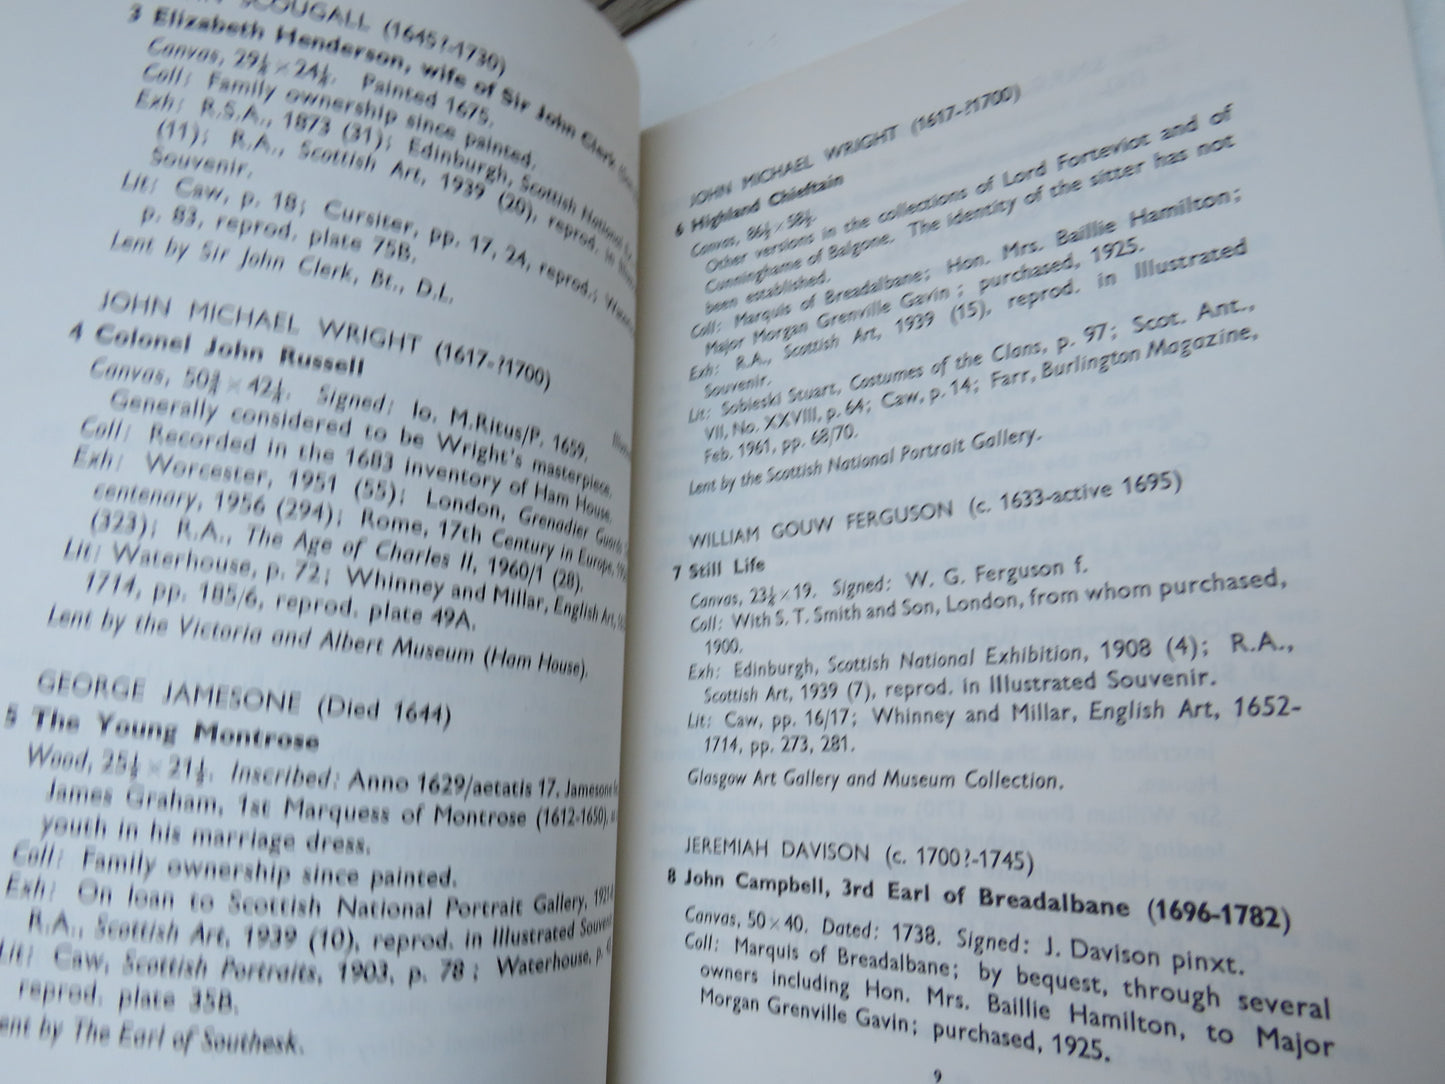 SCOUGALL (1645?-1730)
3 Elizabeth Henderson, wife of Sir John Clerk
Canvas, 29½ × 24½. Painted 1675.
Coll: Family ownership since painted.
Exh: R.S.A., 1873 (31); Edinburgh, Scottish National
(11); R.A., Scottish Art, 1939 (20), reprod. in
Souvenir.
Lit: Caw, p. 18; Cursiter, pp. 17, 24, reprod.;
p. 83, reprod. plate 75B.
Lent by Sir John Clerk, Bt., D.L.
JOHN MICHAEL WRIGHT (1617-?1700)
4 Colonel John Russell
Canvas, 50¾ × 42½. Signed: Io. M.Ritus/P. 1659.
Generally considered to be Wright's masterpiece.
Coll: Recorded in the 1683 inventory of Ham House.
Exh: Worcester, 1951 (55); London, Grenadier Guards
centenary, 1956 (294); Rome, 17th Century in Europe,
(323); R.A., The Age of Charles II, 1960/1 (28).
Lit: Waterhouse, p. 72; Whinney and Millar, English Art,
1714, pp. 185/6, reprod. plate 49A.
Lent by the Victoria and Albert Museum (Ham House).
GEORGE JAMESONE (Died 1644)
5 The Young Montrose
Wood, 25½ × 21½. Inscribed: Anno 1629/aetatis 17, Jamesone
James Graham, 1st Marquess of Montrose (1612-1650),
youth in his marriage dress.
Coll: Family ownership since painted.
Exh: On loan to Scottish National Portrait Gallery,
R.A., Scottish Art, 1939 (10), reprod. in Illustrated
Lit: Caw, Scottish Portraits, 1903, p. 78; Waterhouse, p.
reprod. plate 35B.
ent by The Earl of Southesk.
JOHN MICHAEL WRIGHT (1617-?1700)
6 Highland Chieftain
Canvas, 86½ × 58½.
Other versions in the collections of Lord Forteviot and of
Cunninghame of Balgone. The identity of the sitter has not
been established.
Coll: Marquis of Breadalbane; Hon. Mrs. Baillie Hamilton;
Major Morgan Grenville Gavin; purchased, 1925.
Exh: R.A., Scottish Art, 1939 (15), reprod. in Illustrated
Souvenir.
Lit: Sobieski Stuart, Costumes of the Clans, p. 97; Scot. Ant.,
VII, No. XXVIII, p. 64; Caw, p. 14; Farr, Burlington Magazine,
Feb. 1961, pp. 68/70.
Lent by the Scottish National Portrait Gallery.
WILLIAM GOUW FERGUSON (c. 1633-active 1695)
7 Still Life
Canvas, 23½ × 19. Signed: W. G. Ferguson f.
Coll: With S. T. Smith and Son, London, from whom purchased,
1900.
Exh: Edinburgh, Scottish National Exhibition, 1908 (4); R.A.,
Scottish Art, 1939 (7), reprod. in Illustrated Souvenir.
Lit: Caw, pp. 16/17; Whinney and Millar, English Art, 1652-
1714, pp. 273, 281.
Glasgow Art Gallery and Museum Collection.
JEREMIAH DAVISON (c. 1700?-1745)
8 John Campbell, 3rd Earl of Breadalbane (1696-1782)
Canvas, 50 × 40. Dated: 1738. Signed: J. Davison pinxt.
Coll: Marquis of Breadalbane; by bequest, through several
owners including Hon. Mrs. Baillie Hamilton, to Major
Morgan Grenville Gavin; purchased, 1925.
9